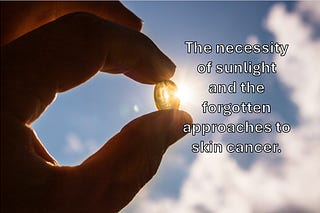 The necessity
of sunlight
and the
forgotten
approaches to
skin cancer.